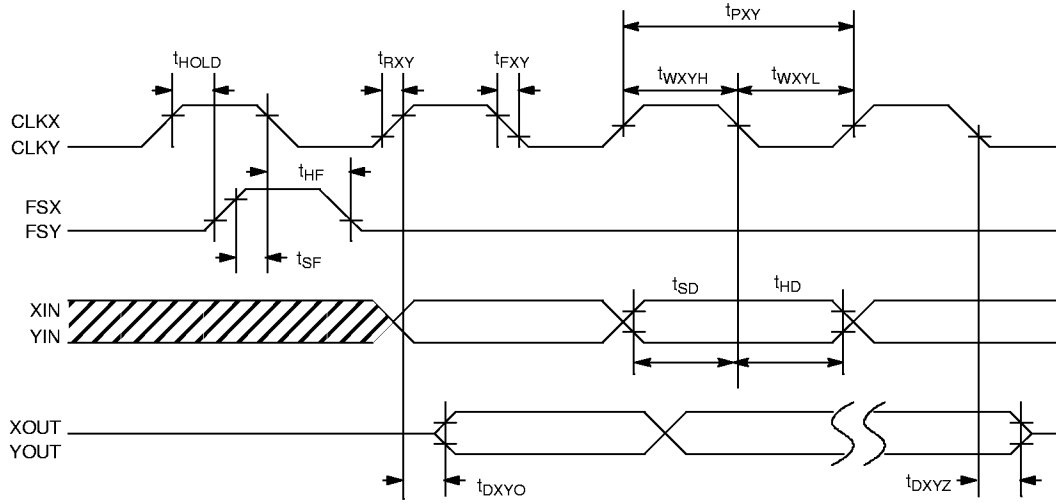 tPXY
tHOLD tRXY tFXY
tWXYH tWXYL
CLKX
CLKY
tHF
FSX
FSY
tSF
tSD tHD
XIN
YIN
XOUT
YOUT
tDXYO tDXYZ